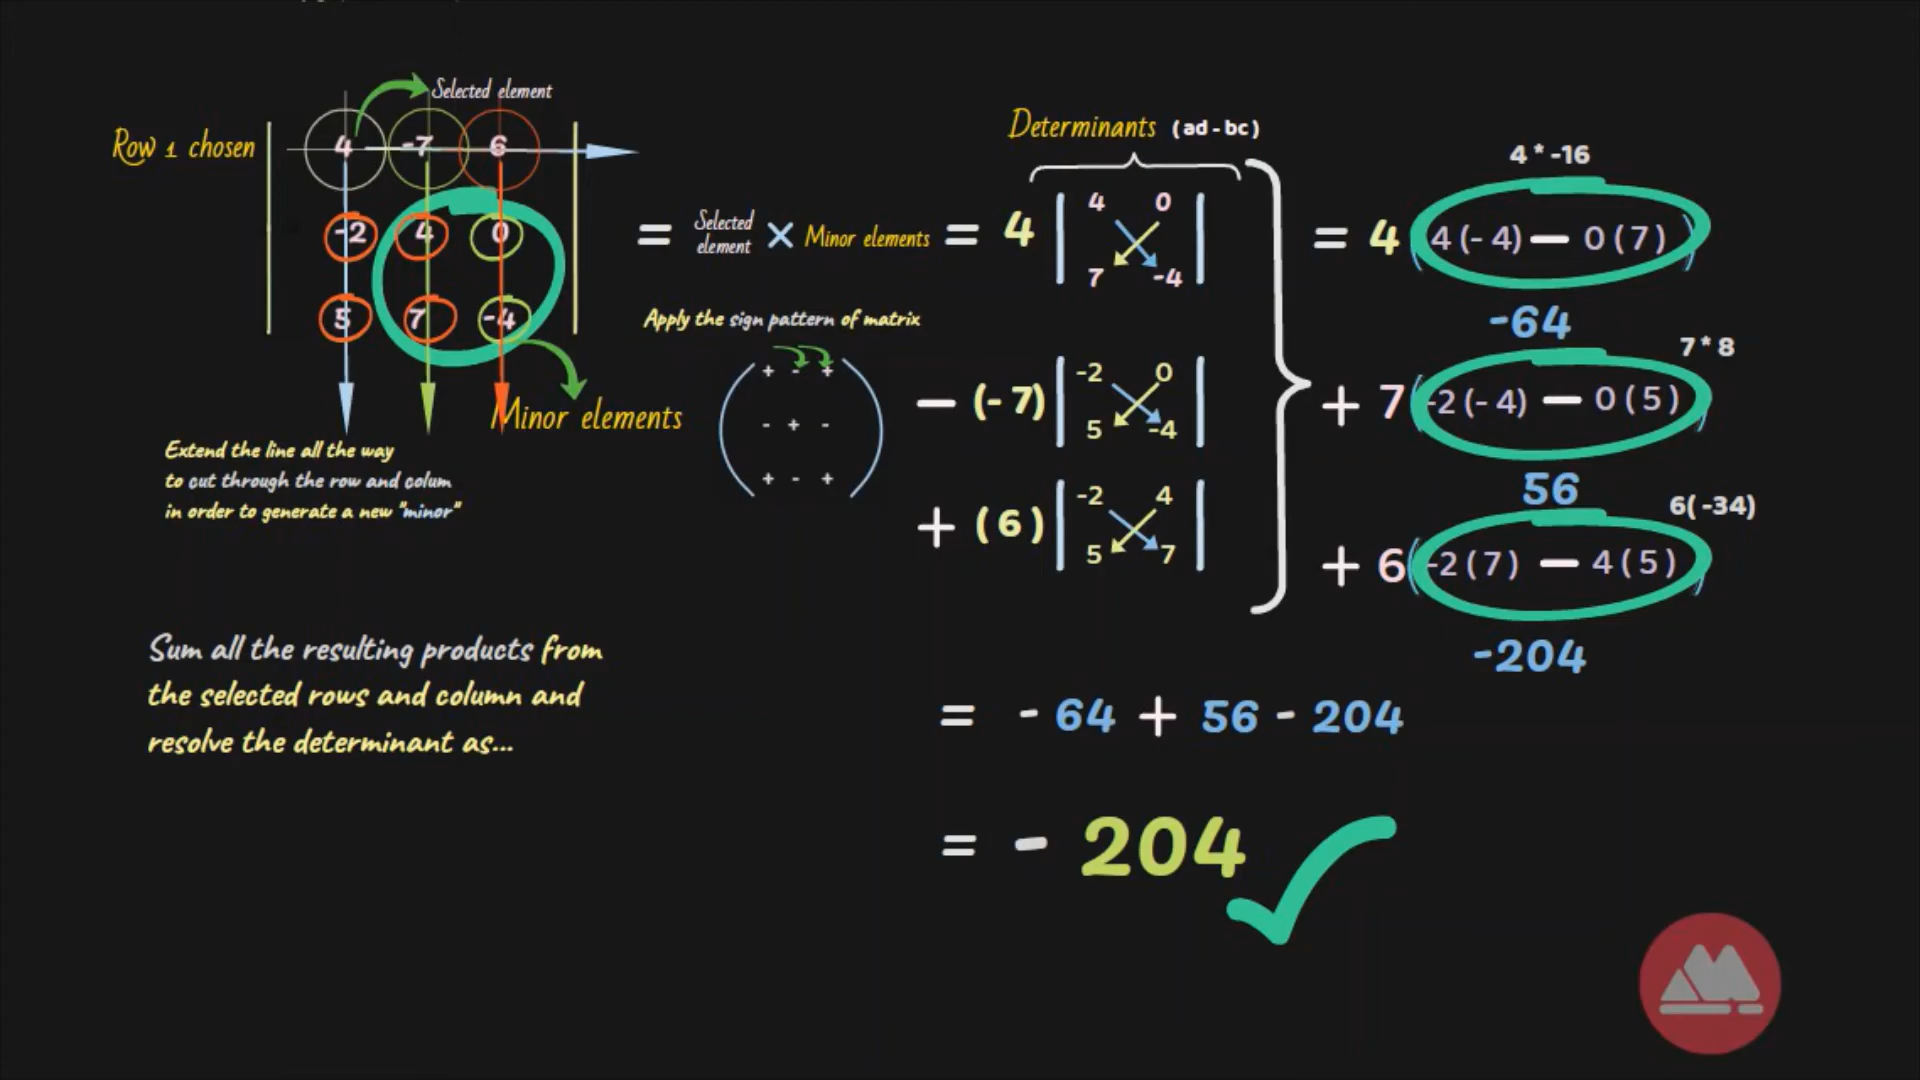 Selected element
Row 1 chosen
4 -7 6
-2 4 0
5 7 -4
Minor elements
Extend the line all the way
to cut through the row and colum
in order to generate a new "minor"
= Selected element × Minor elements =
Apply the sign pattern of matrix
+ - +
- + -
+ - +
Determinants (ad-bc)
4 | 4 0
7 -4 |
- (-7) | -2 0
5 -4 |
+ (6) | -2 4
5 7 |
4 * -16
= 4 ( 4(-4) - 0(7) )
-64
7 * 8
+ 7 ( -2(-4) - 0(5) )
56
6(-34)
+ 6 ( -2(7) - 4(5) )
-204
Sum all the resulting products from
the selected rows and column and
resolve the determinant as...
= - 64 + 56 - 204
= - 204